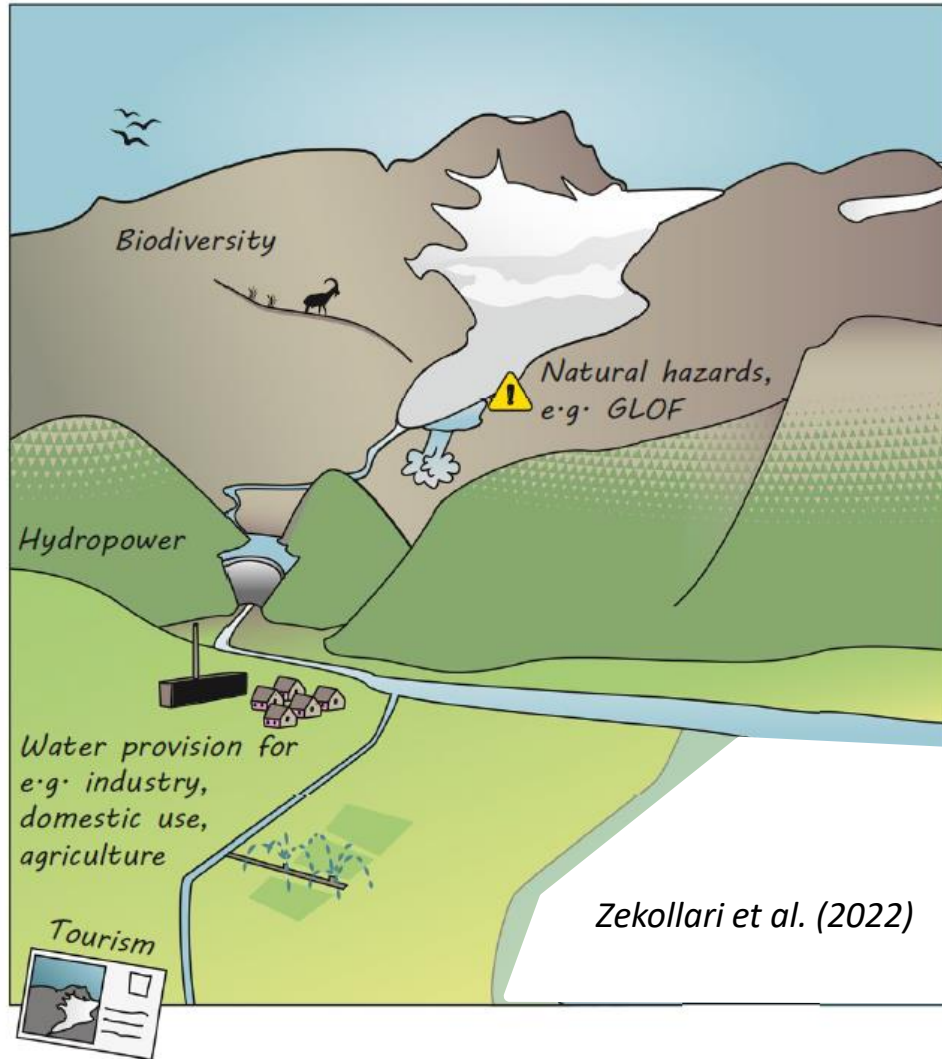 Biodiversity
Natural hazards,
e.g. GLOF
Hydropower
Water provision for
e.g. industry,
domestic use,
agriculture
Zekollari et al. (2022)
Tourism